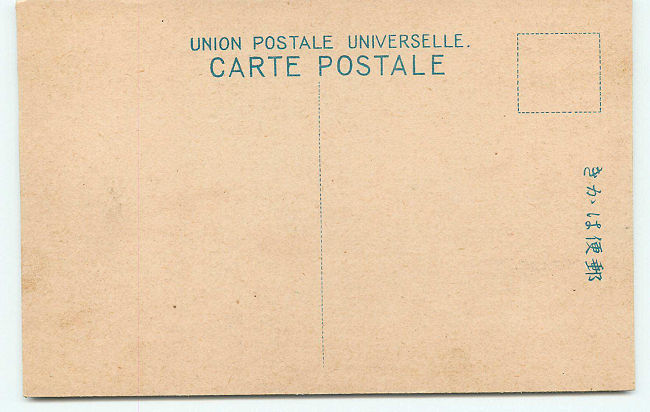 UNION POSTALE UNIVERSELLE.
CARTE POSTALE
郵便はかき